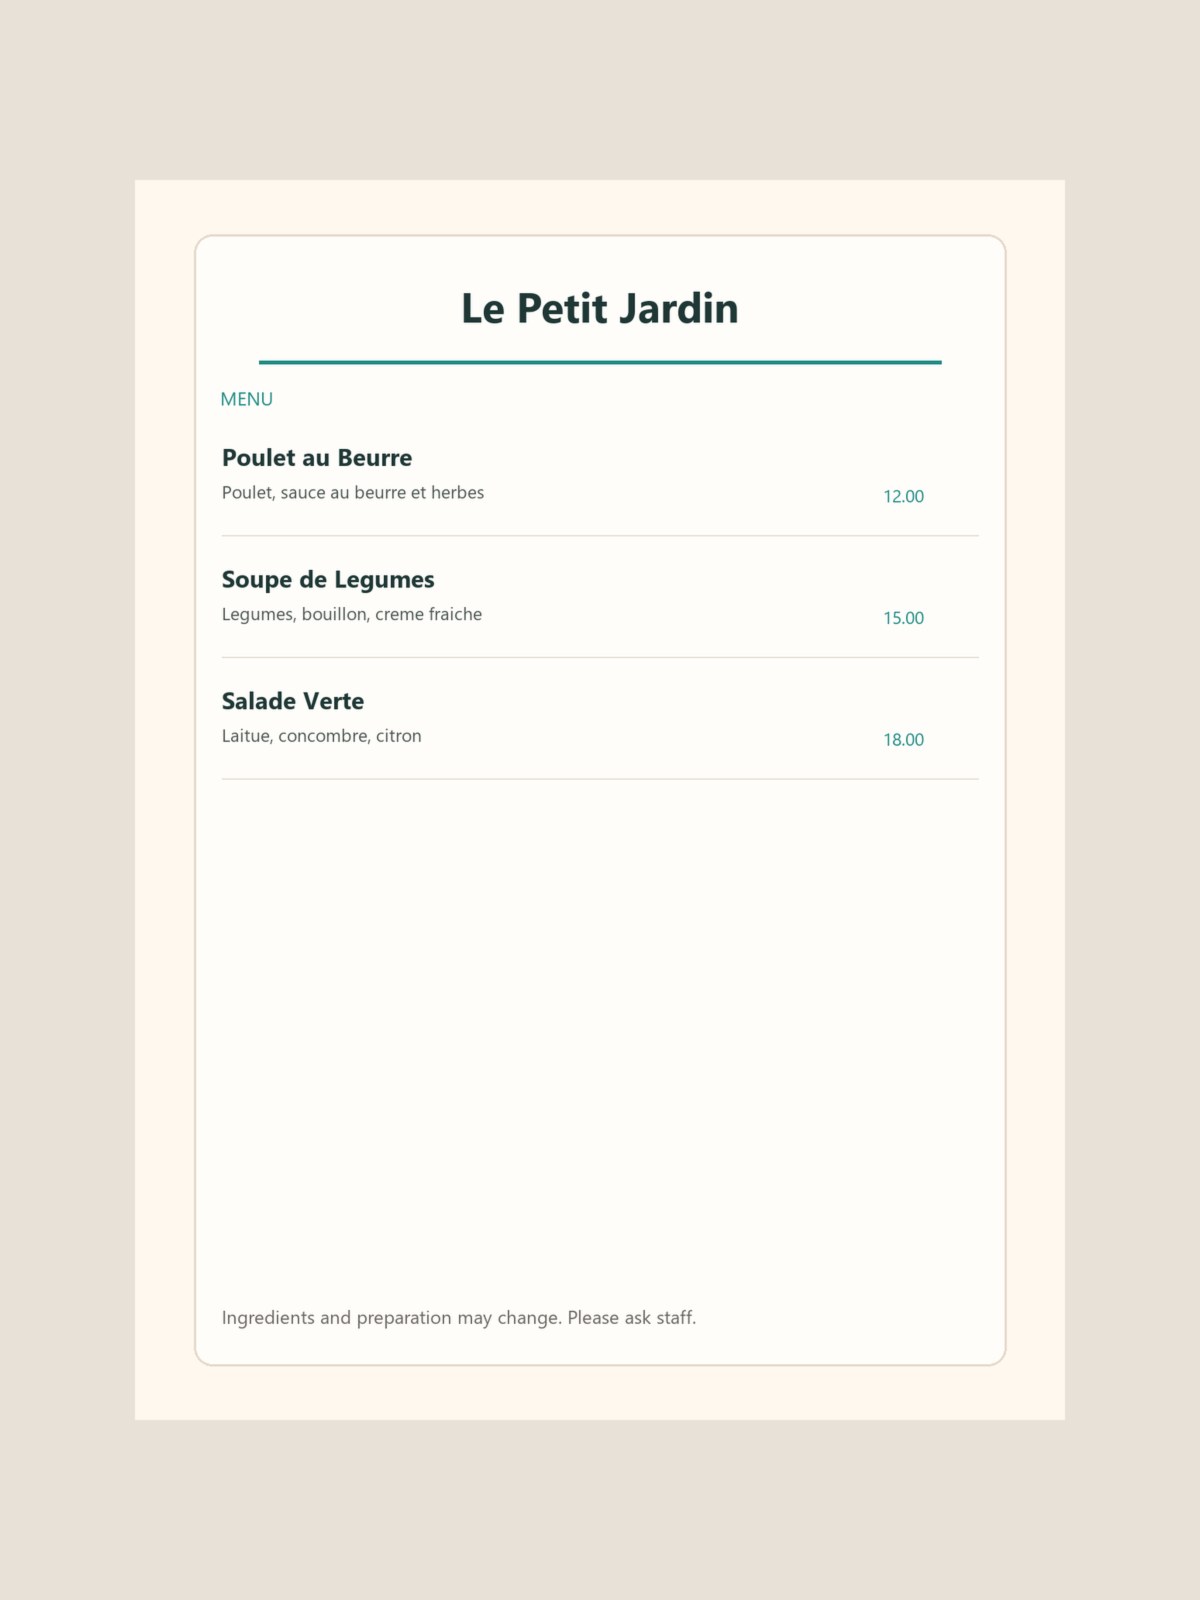 Le Petit Jardin
MENU
Poulet au Beurre
Poulet, sauce au beurre et herbes
12.00
Soupe de Legumes
Legumes, bouillon, creme fraiche
15.00
Salade Verte
Laitue, concombre, citron
18.00
Ingredients and preparation may change. Please ask staff.